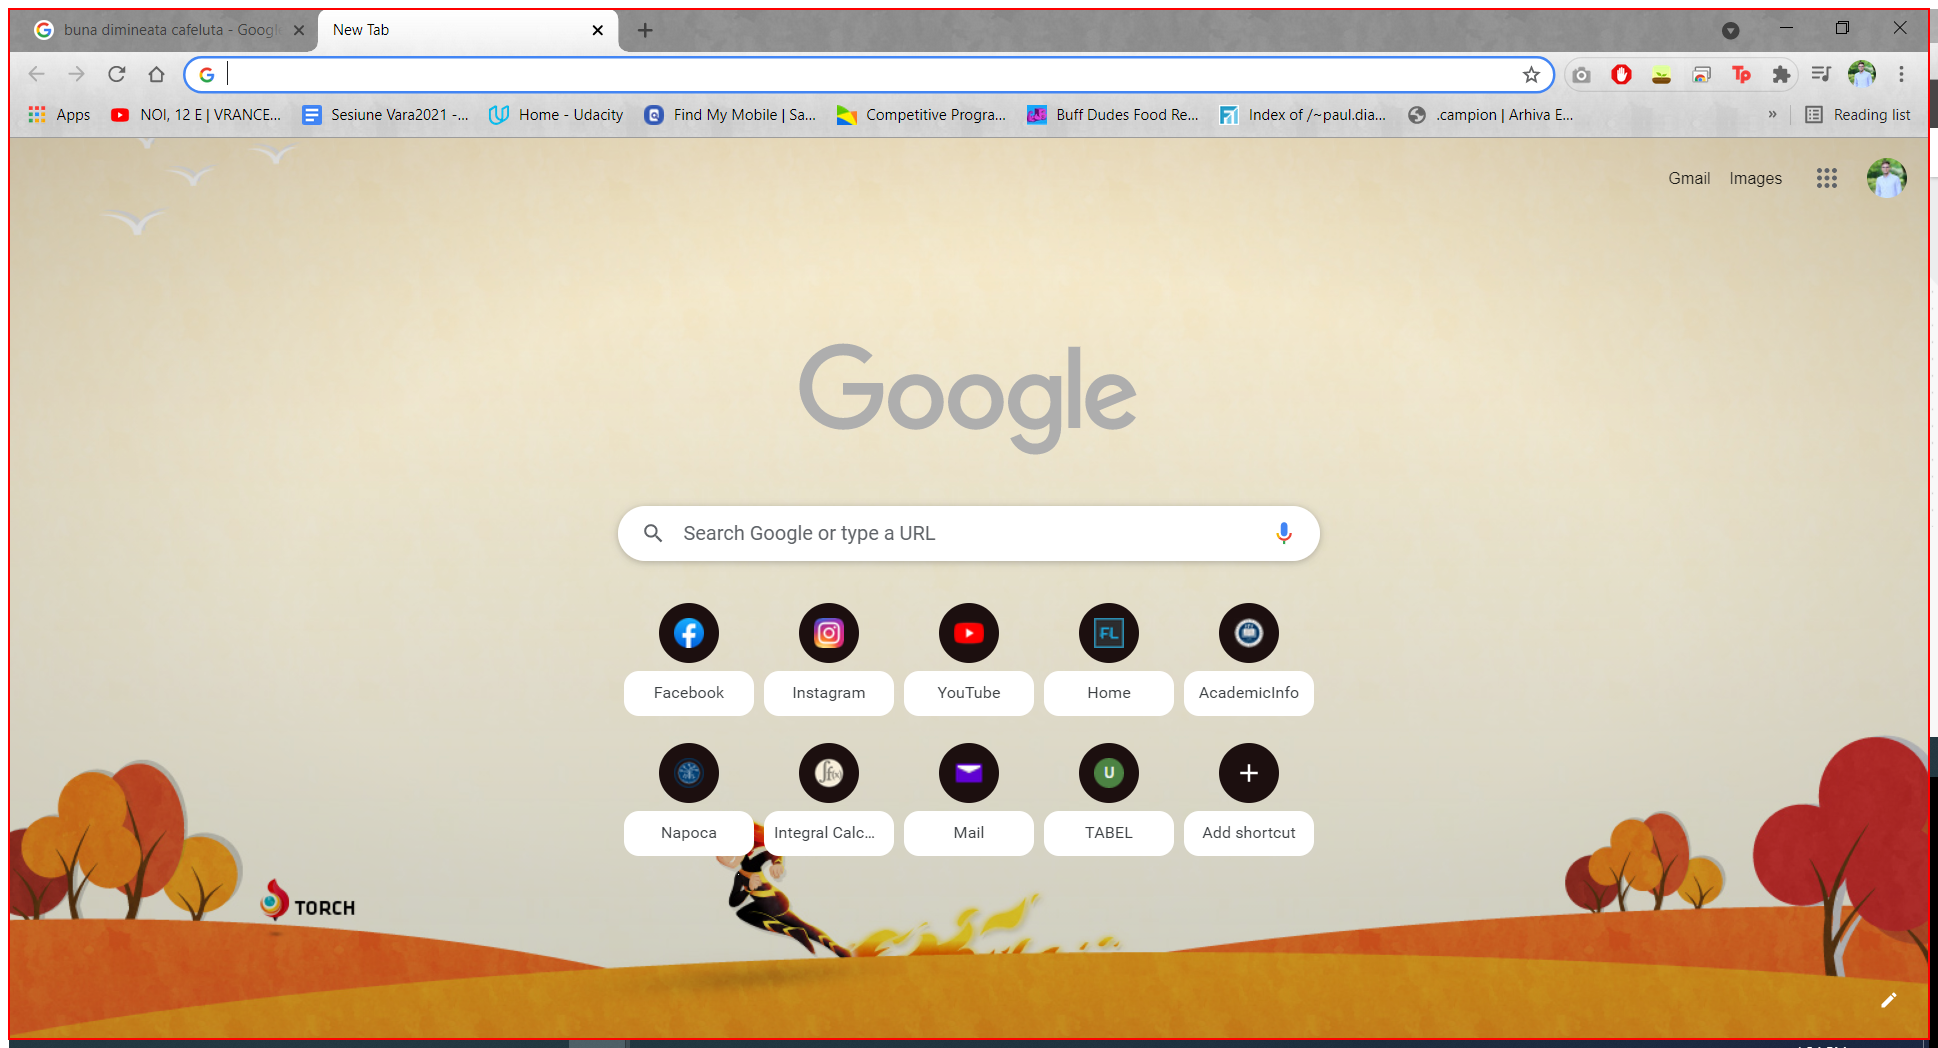 buna dimineata cafeluta - Googl
New Tab
Apps
NOI, 12 E | VRANCE...
Sesiune Vara2021 -...
Home - Udacity
Find My Mobile | Sa...
Competitive Progra...
Buff Dudes Food Re...
Index of /~paul.dia...
.campion | Arhiva E...
»
Reading list
Gmail
Images
Google
Search Google or type a URL
Facebook
Instagram
YouTube
FL
Home
AcademicInfo
Napoca
∫f(x)
Integral Calc...
Mail
U
TABEL
Add shortcut
TORCH